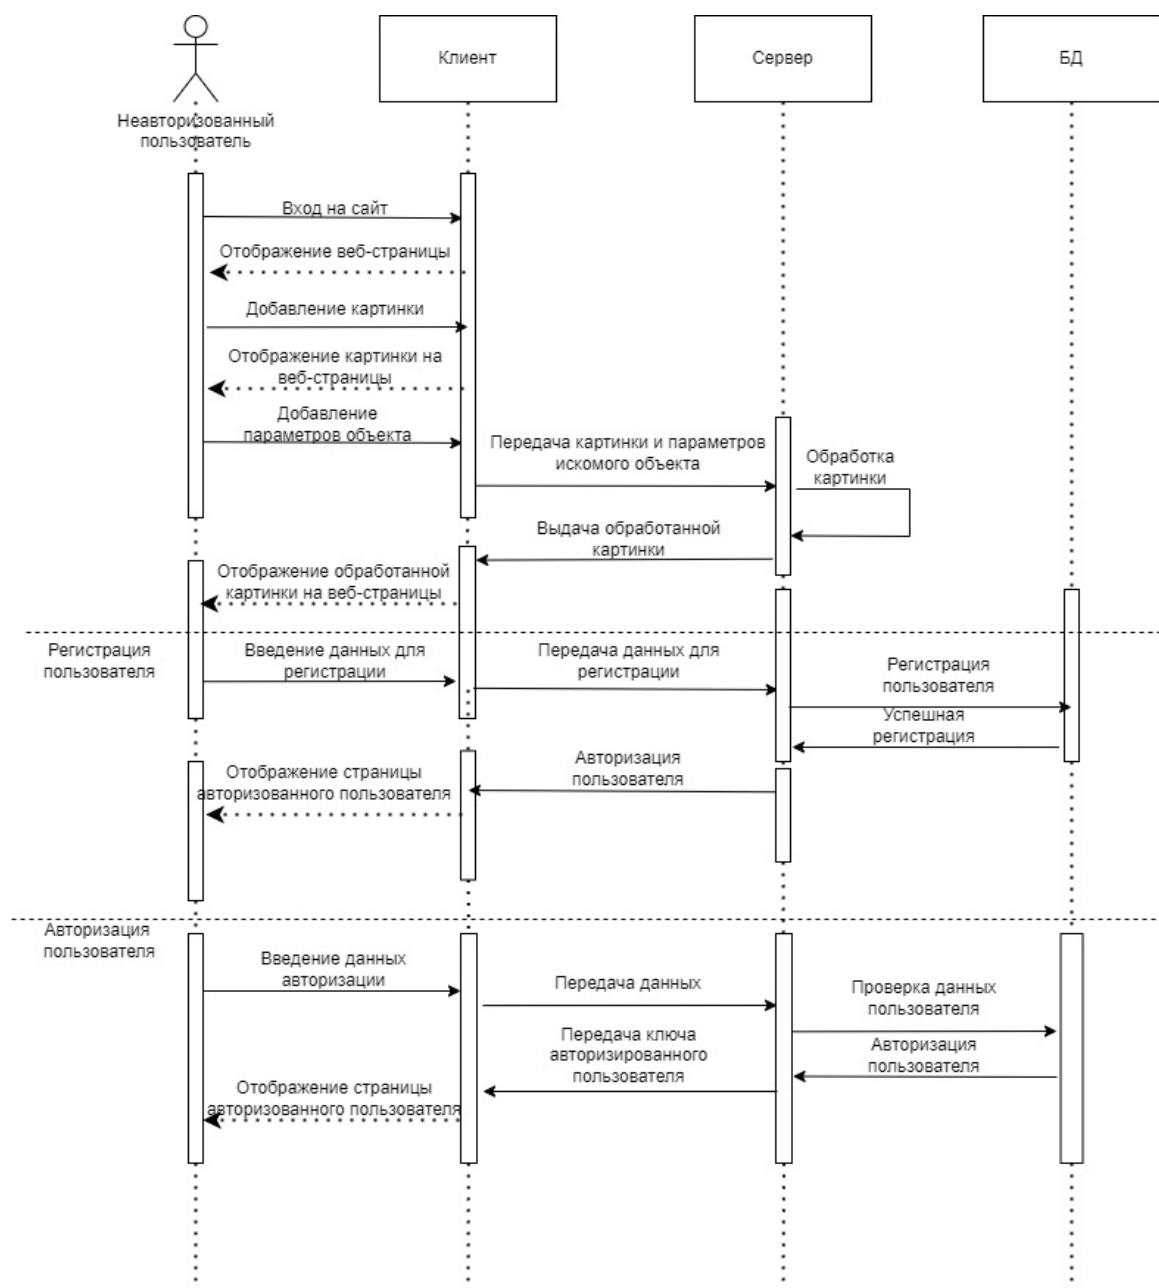 Клиент
Сервер
БД
Неавторизованный
пользователь
Вход на сайт
Отображение веб-страницы
Добавление картинки
Отображение картинки на
веб-страницы
Добавление
параметров объекта
Передача картинки и параметров
искомого объекта
Обработка
картинки
Выдача обработанной
картинки
Отображение обработанной
картинки на веб-страницы
Регистрация
пользователя
Введение данных для
регистрации
Передача данных для
регистрации
Регистрация
пользователя
Успешная
регистрация
Авторизация
пользователя
Отображение страницы
авторизованного пользователя
Авторизация
пользователя
Введение данных
авторизации
Передача данных
Проверка данных
пользователя
Передача ключа
авторизированного
пользователя
Авторизация
пользователя
Отображение страницы
авторизованного пользователя